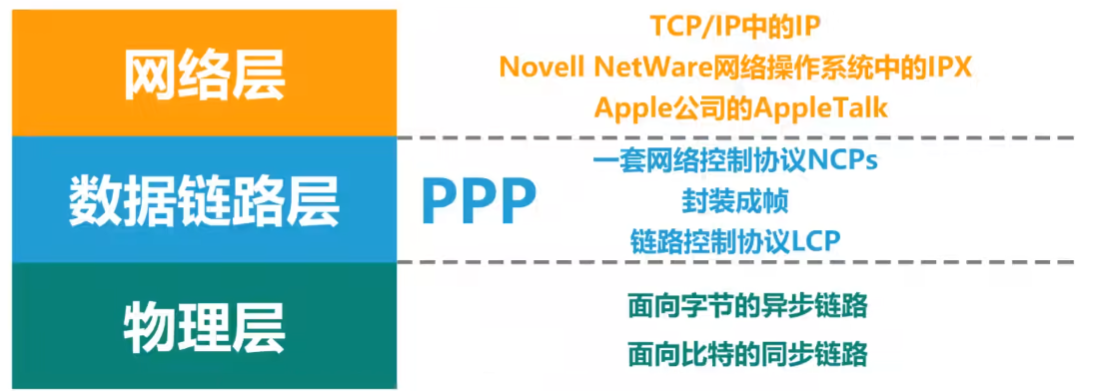 网络层
TCP/IP中的IP
Novell NetWare网络操作系统中的IPX
Apple公司的AppleTalk
数据链路层
PPP
一套网络控制协议NCPs
封装成帧
链路控制协议LCP
物理层
面向字节的异步链路
面向比特的同步链路